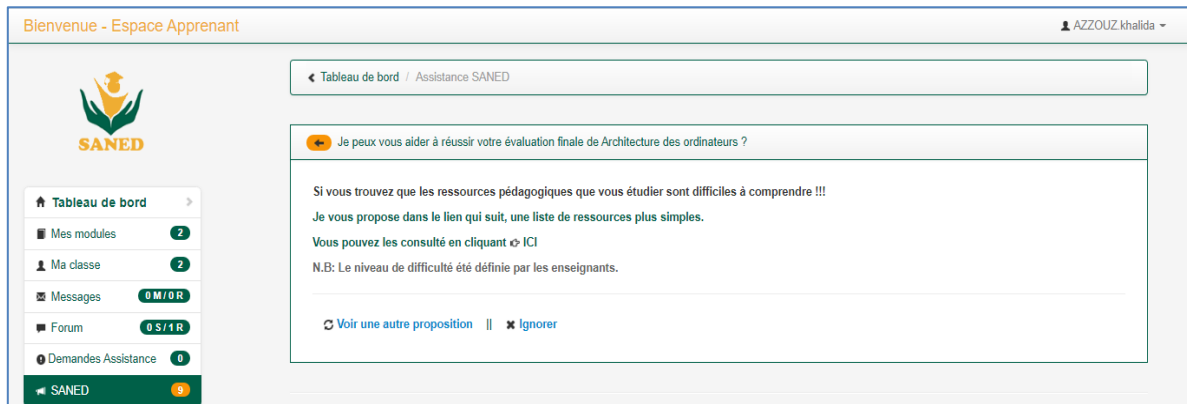 Bienvenue - Espace Apprenant
AZZOUZ.khalida
SANED
Tableau de bord / Assistance SANED
Je peux vous aider à réussir votre évaluation finale de Architecture des ordinateurs ?
Si vous trouvez que les ressources pédagogiques que vous étudier sont difficiles à comprendre !!!
Je vous propose dans le lien qui suit, une liste de ressources plus simples.
Vous pouvez les consulté en cliquant ICI
N.B: Le niveau de difficulté été définie par les enseignants.
Voir une autre proposition || Ignorer
Tableau de bord
Mes modules 2
Ma classe 2
Messages 0 M / 0 R
Forum 0 S / 1 R
Demandes Assistance 0
SANED 9